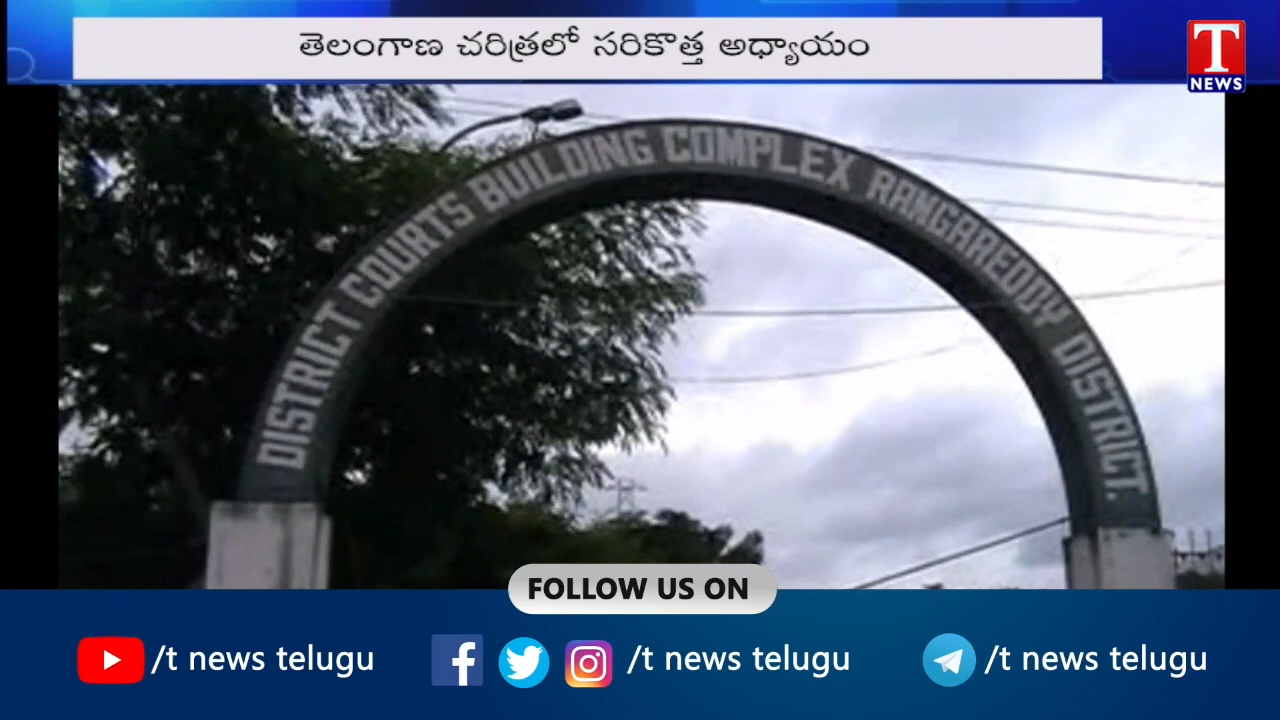 తెలంగాణ చరిత్రలో సరికొత్త అధ్యాయం
T
NEWS
DISTRICT COURTS BUILDING COMPLEX RANGAREDDY DISTRICT.
FOLLOW US ON
/t news telugu
/t news telugu
/t news telugu